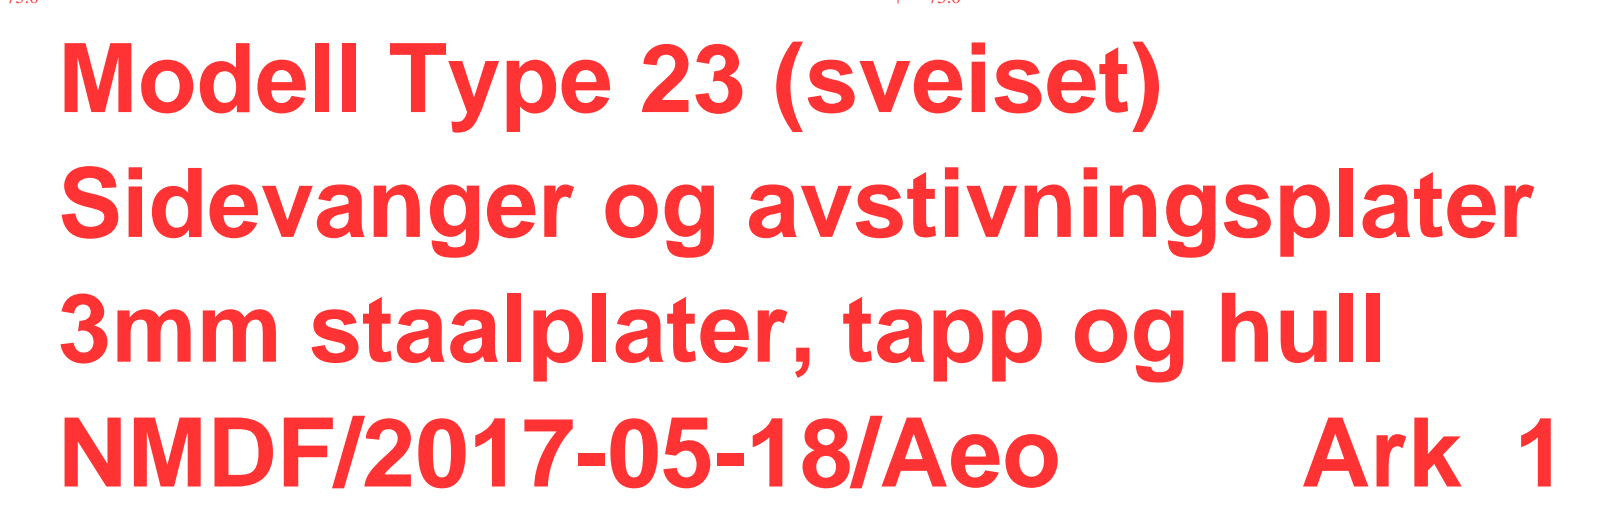 Modell Type 23 (sveiset)
Sidevanger og avstivningsplater
3mm staalplater, tapp og hull
NMDF/2017-05-18/Aeo Ark 1